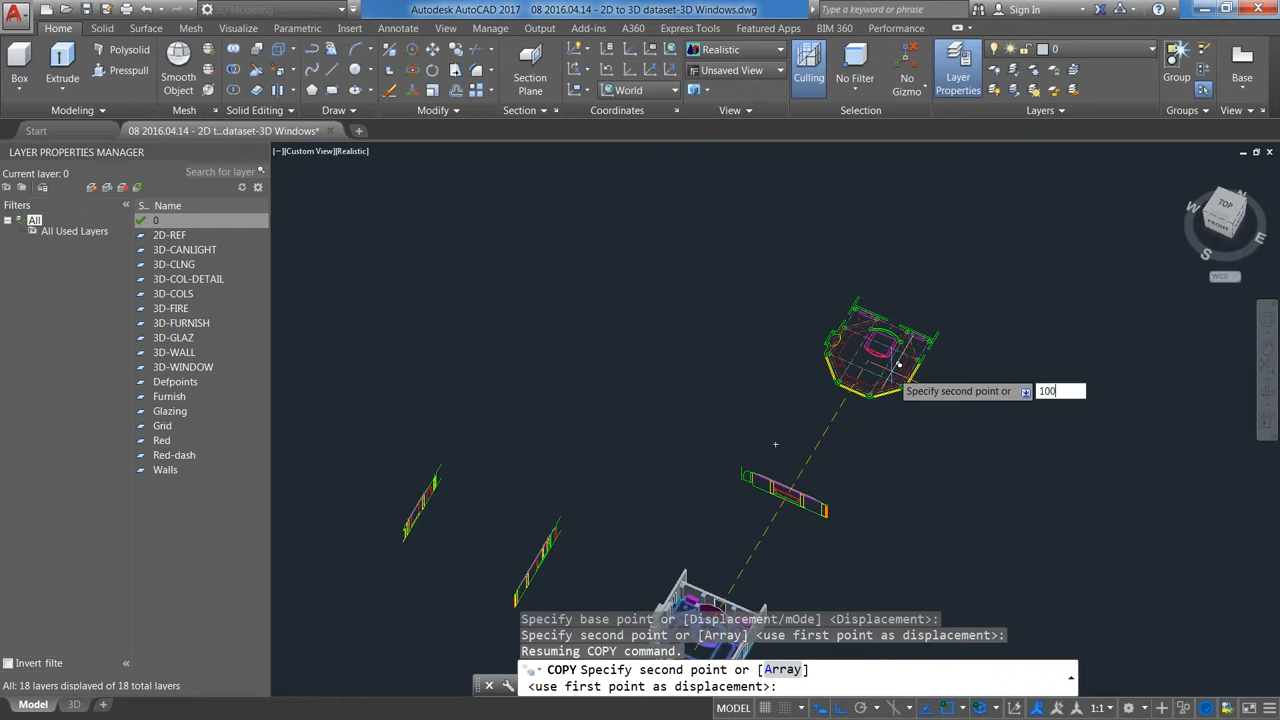 3D Modeling
Autodesk AutoCAD 2017 08 2016.04.14 - 2D to 3D dataset-3D Windows.dwg
Type a keyword or phrase
Sign In
Home Solid Surface Mesh Visualize Parametric Insert Annotate View Manage Output Add-ins A360 Express Tools Featured Apps BIM 360 Performance
Box
Extrude
Polysolid
Presspull
Smooth
Object
Section
Plane
World
Realistic
Unsaved View
Culling
No Filter
No
Gizmo
Layer
Properties
0
Group
Base
Modeling
Mesh
Solid Editing
Draw
Modify
Section
Coordinates
View
Selection
Layers
Groups
View
Start
08 2016.04.14 - 2D t...dataset-3D Windows*
LAYER PROPERTIES MANAGER
Current layer: 0
Search for layer
Filters
S.. Name
All
All Used Layers
0
2D-REF
3D-CANLIGHT
3D-CLNG
3D-COL-DETAIL
3D-COLS
3D-FIRE
3D-FURNISH
3D-GLAZ
3D-WALL
3D-WINDOW
Defpoints
Furnish
Glazing
Grid
Red
Red-dash
Walls
Invert filte
All: 18 layers displayed of 18 total layers
[−][Custom View][Realistic]
TOP
FRONT
N
W
E
S
WCS
Specify second point or 100
Specify base point or [Displacement/mOde] <Displacement>:
Specify second point or [Array] <use first point as displacement>:
Resuming COPY command.
COPY Specify second point or [Array]
<use first point as displacement>:
Model 3D
MODEL
1:1